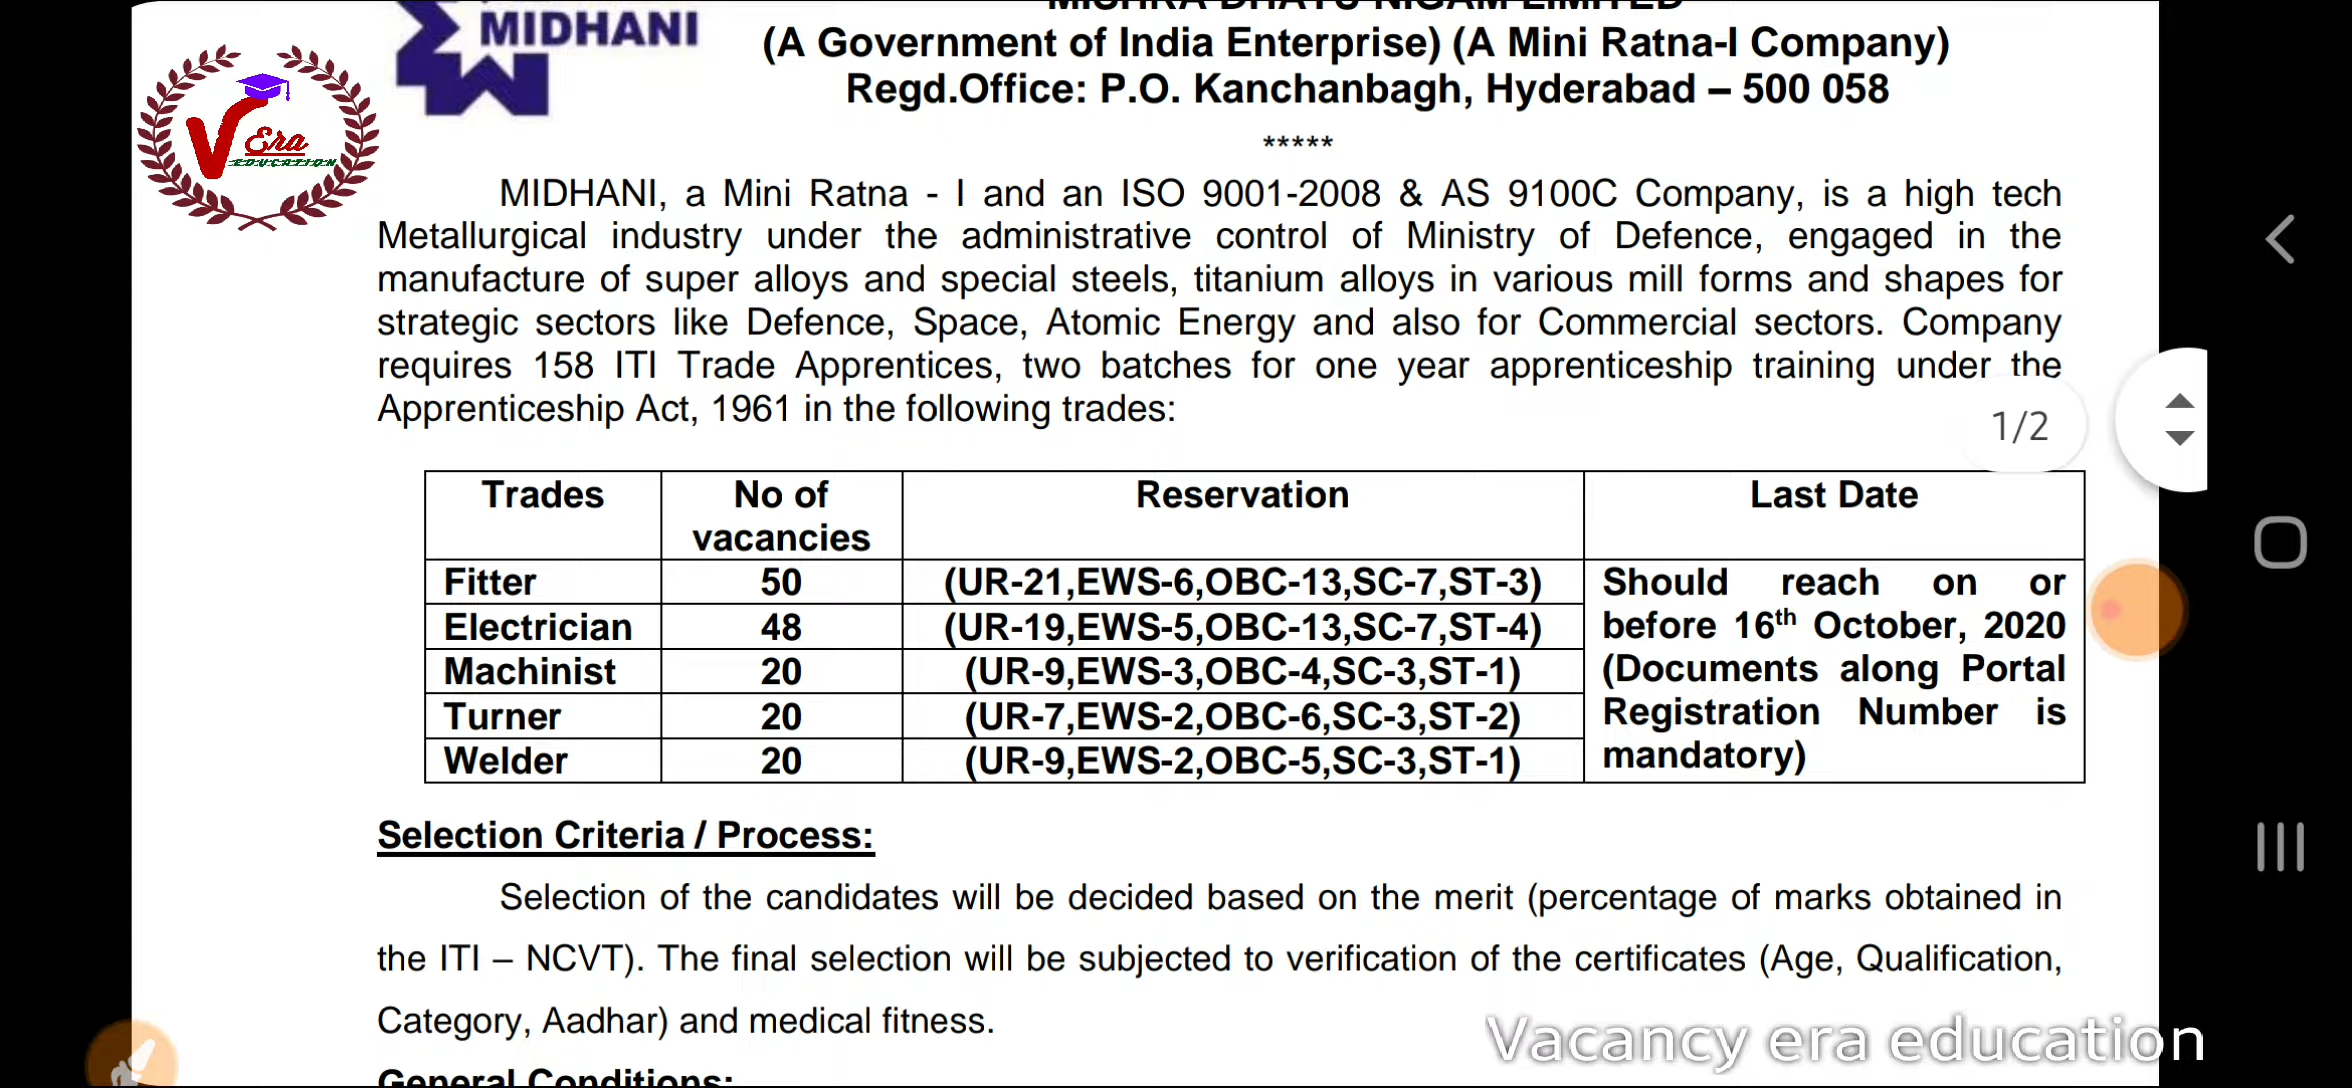 MISHRA DHATU NIGAM LIMITED
MIDHANI
(A Government of India Enterprise) (A Mini Ratna-I Company)
Regd.Office: P.O. Kanchanbagh, Hyderabad – 500 058
*****
V Era
EDUCATION
MIDHANI, a Mini Ratna - I and an ISO 9001-2008 & AS 9100C Company, is a high tech
Metallurgical industry under the administrative control of Ministry of Defence, engaged in the
manufacture of super alloys and special steels, titanium alloys in various mill forms and shapes for
strategic sectors like Defence, Space, Atomic Energy and also for Commercial sectors. Company
requires 158 ITI Trade Apprentices, two batches for one year apprenticeship training under the
Apprenticeship Act, 1961 in the following trades:
1/2
Trades No of vacancies Reservation Last Date
Fitter 50 (UR-21,EWS-6,OBC-13,SC-7,ST-3)
Electrician 48 (UR-19,EWS-5,OBC-13,SC-7,ST-4)
Machinist 20 (UR-9,EWS-3,OBC-4,SC-3,ST-1)
Turner 20 (UR-7,EWS-2,OBC-6,SC-3,ST-2)
Welder 20 (UR-9,EWS-2,OBC-5,SC-3,ST-1)
Should reach on or
before 16th October, 2020
(Documents along Portal
Registration Number is
mandatory)
Selection Criteria / Process:
Selection of the candidates will be decided based on the merit (percentage of marks obtained in
the ITI – NCVT). The final selection will be subjected to verification of the certificates (Age, Qualification,
Category, Aadhar) and medical fitness.
General Conditions:
Vacancy era education